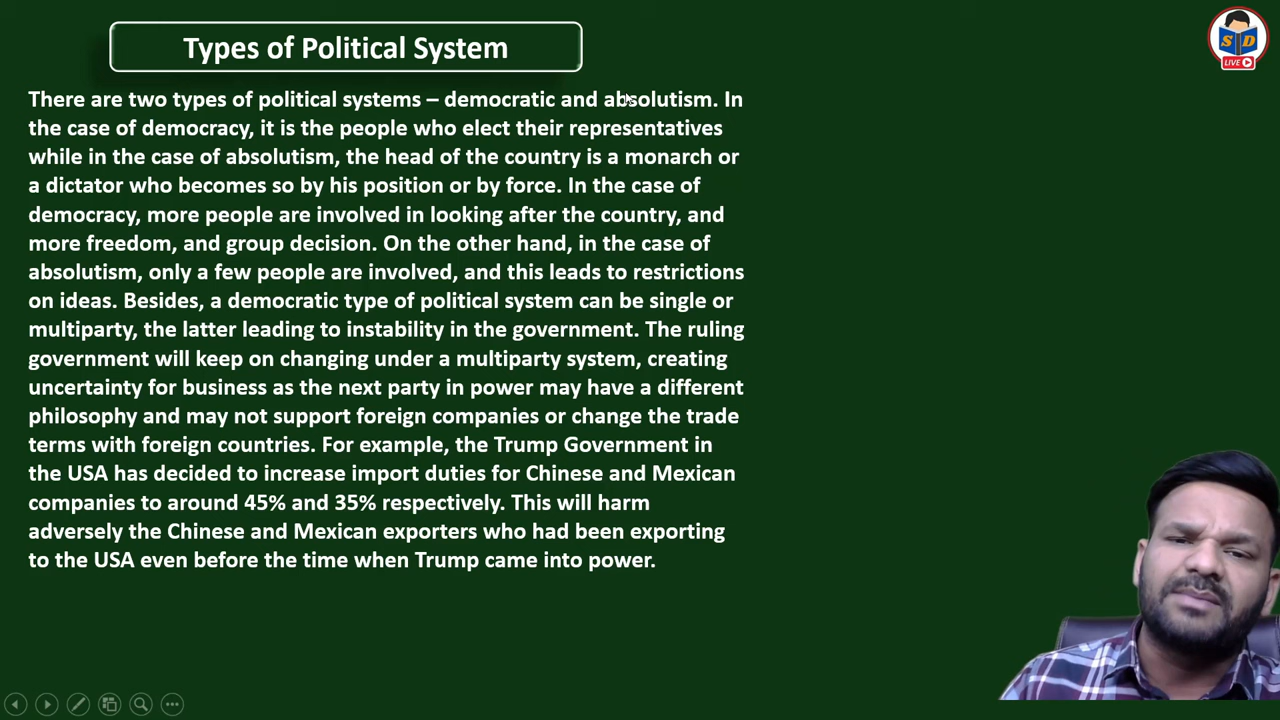 Types of Political System
There are two types of political systems – democratic and absolutism. In
the case of democracy, it is the people who elect their representatives
while in the case of absolutism, the head of the country is a monarch or
a dictator who becomes so by his position or by force. In the case of
democracy, more people are involved in looking after the country, and
more freedom, and group decision. On the other hand, in the case of
absolutism, only a few people are involved, and this leads to restrictions
on ideas. Besides, a democratic type of political system can be single or
multiparty, the latter leading to instability in the government. The ruling
government will keep on changing under a multiparty system, creating
uncertainty for business as the next party in power may have a different
philosophy and may not support foreign companies or change the trade
terms with foreign countries. For example, the Trump Government in
the USA has decided to increase import duties for Chinese and Mexican
companies to around 45% and 35% respectively. This will harm
adversely the Chinese and Mexican exporters who had been exporting
to the USA even before the time when Trump came into power.
S D
LIVE